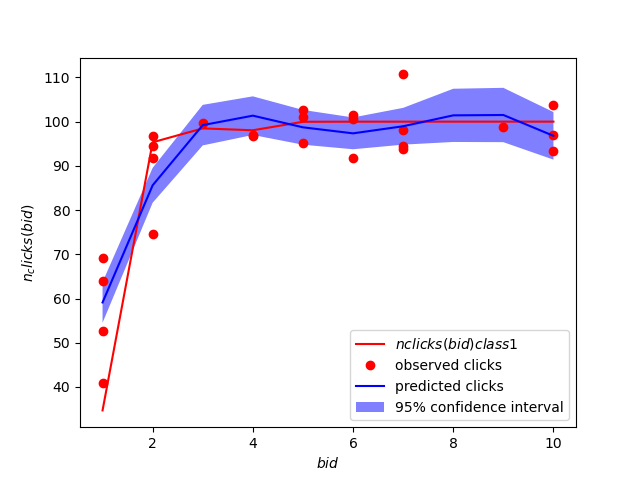 110
100
90
80
70
60
50
40
n_clicks(bid)
nclicks(bid)class1
observed clicks
predicted clicks
95% confidence interval
2 4 6 8 10
bid